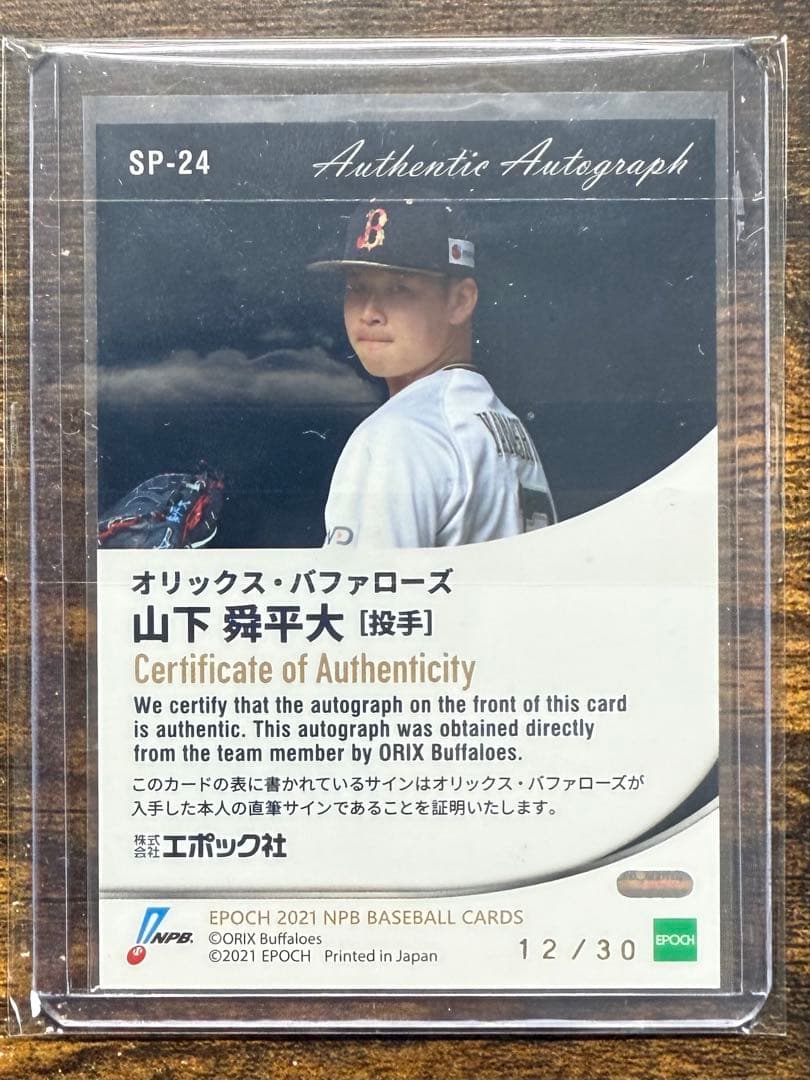 SP-24
Authentic Autograph
B
オリックス・バファローズ
山下 舜平大 [投手]
Certificate of Authenticity
We certify that the autograph on the front of this card
is authentic. This autograph was obtained directly
from the team member by ORIX Buffaloes.
このカードの表に書かれているサインはオリックス・バファローズが
入手した本人の直筆サインであることを証明いたします。
株式会社エポック社
NPB.
EPOCH 2021 NPB BASEBALL CARDS
©ORIX Buffaloes
©2021 EPOCH Printed in Japan
12/30
EPOCH